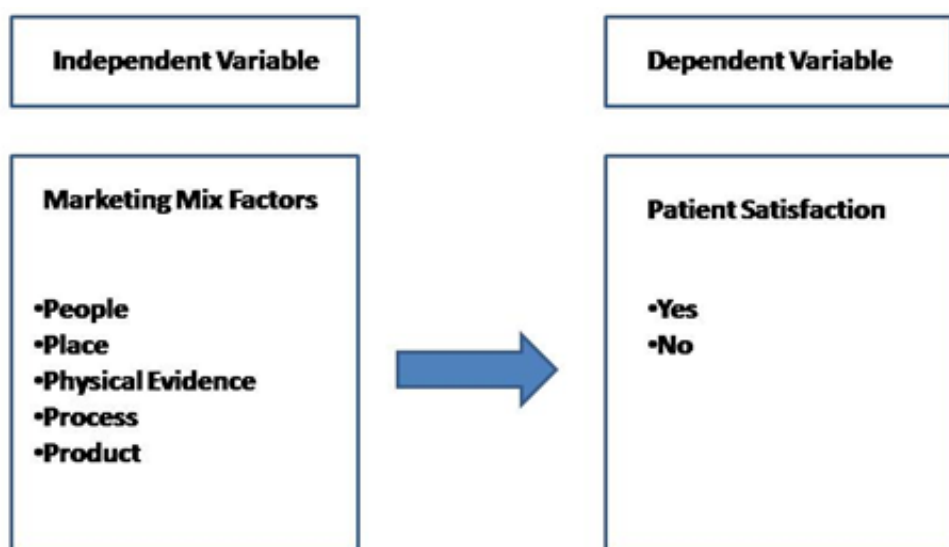 Independent Variable
Dependent Variable
Marketing Mix Factors
•People
•Place
•Physical Evidence
•Process
•Product
Patient Satisfaction
•Yes
•No